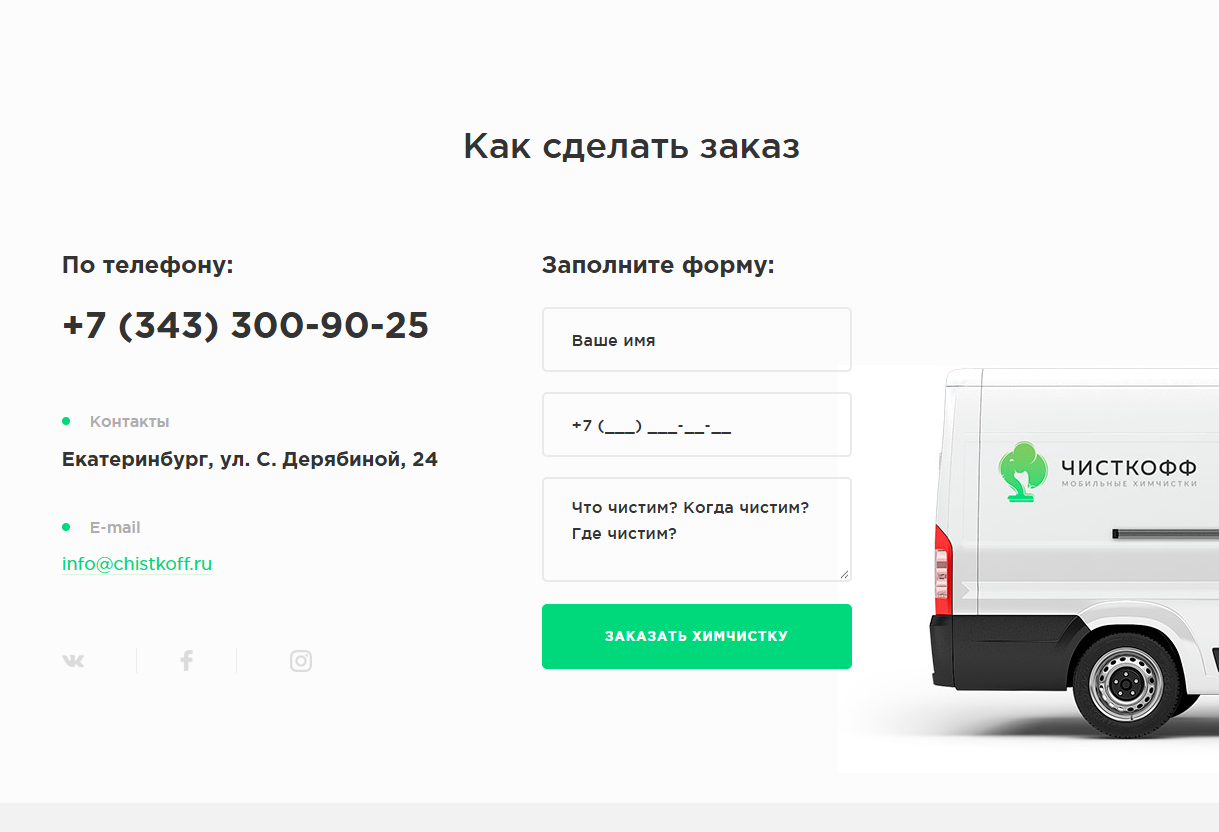 Как сделать заказ
По телефону:
+7 (343) 300-90-25
Контакты
Екатеринбург, ул. С. Дерябиной, 24
E-mail
info@chistkoff.ru
Заполните форму:
Ваше имя
+7 (___) ___-__-__
Что чистим? Когда чистим?
Где чистим?
ЗАКАЗАТЬ ХИМЧИСТКУ
ЧИСТКОФФ
МОБИЛЬНЫЕ ХИМЧИСТКИ